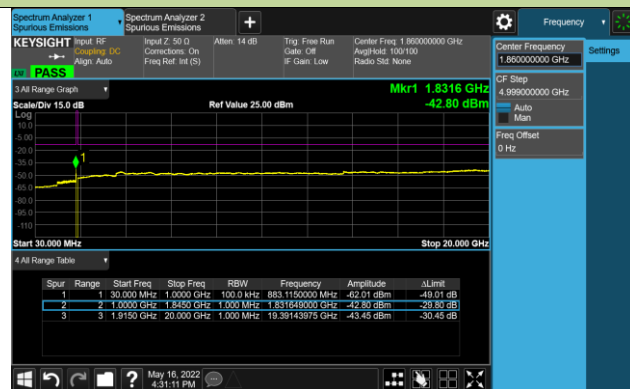 Spectrum Analyzer 1
Spurious Emissions
Spectrum Analyzer 2
Spurious Emissions
Frequency
KEYSIGHT
Input: RF
Coupling: DC
Align: Auto
Input Z: 50 Ω
Corrections: On
Freq Ref: Int (S)
Atten: 14 dB
Trig: Free Run
Gate: Off
IF Gain: Low
Center Freq: 1.860000000 GHz
Avg|Hold: 100/100
Radio Std: None
PASS
Center Frequency
1.860000000 GHz
Settings
CF Step
4.999000000 GHz
Auto
Man
Freq Offset
0 Hz
3 All Range Graph
Mkr1 1.8316 GHz
-42.80 dBm
Scale/Div 15.0 dB
Ref Value 25.00 dBm
Log
10.0
-5.00
-20.0
-35.0
-50.0
-65.0
-80.0
-95.0
-110
1
Start 30.000 MHz
Stop 20.000 GHz
4 All Range Table
Spur Range Start Freq Stop Freq RBW Frequency Amplitude ΔLimit
1 1 30.000 MHz 1.0000 GHz 100.0 kHz 883.1150000 MHz -62.01 dBm -49.01 dB
2 2 1.0000 GHz 1.8450 GHz 1.000 MHz 1.831649000 GHz -42.80 dBm -29.80 dB
3 3 1.9150 GHz 20.000 GHz 1.000 MHz 19.39143975 GHz -43.45 dBm -30.45 dB
May 16, 2022
4:31:11 PM